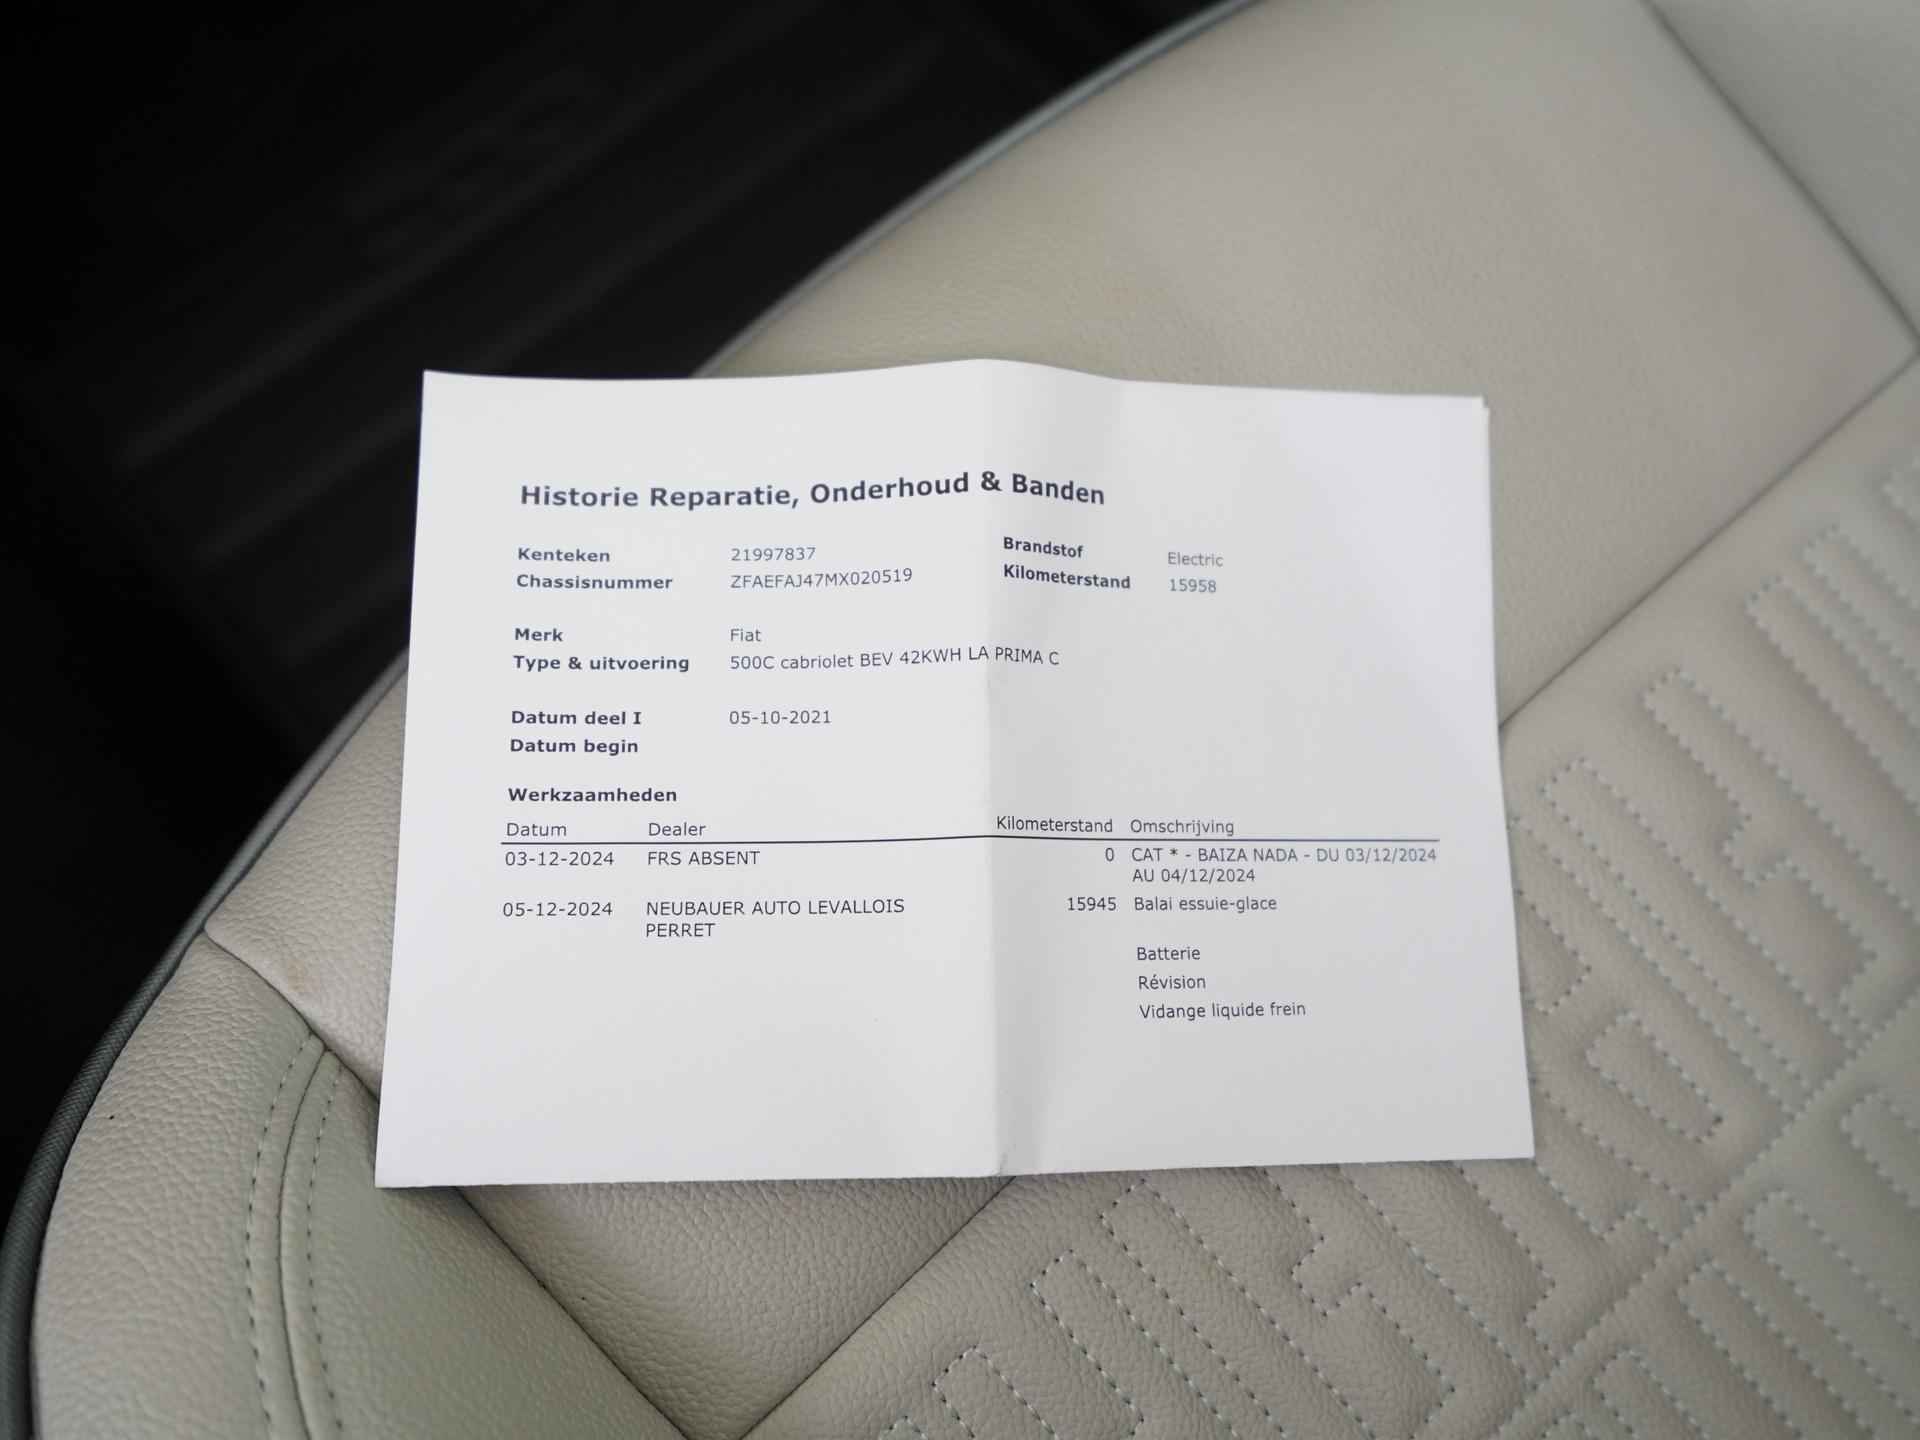 Historie Reparatie, Onderhoud & Banden
Kenteken 21997837 Brandstof Electric
Chassisnummer ZFAEFAJ47MX020519 Kilometerstand 15958
Merk Fiat
Type & uitvoering 500C cabriolet BEV 42KWH LA PRIMA C
Datum deel I 05-10-2021
Datum begin
Werkzaamheden
Datum Dealer Kilometerstand Omschrijving
03-12-2024 FRS ABSENT 0 CAT * - BAIZA NADA - DU 03/12/2024
AU 04/12/2024
05-12-2024 NEUBAUER AUTO LEVALLOIS 15945 Balai essuie-glace
PERRET
Batterie
Révision
Vidange liquide frein